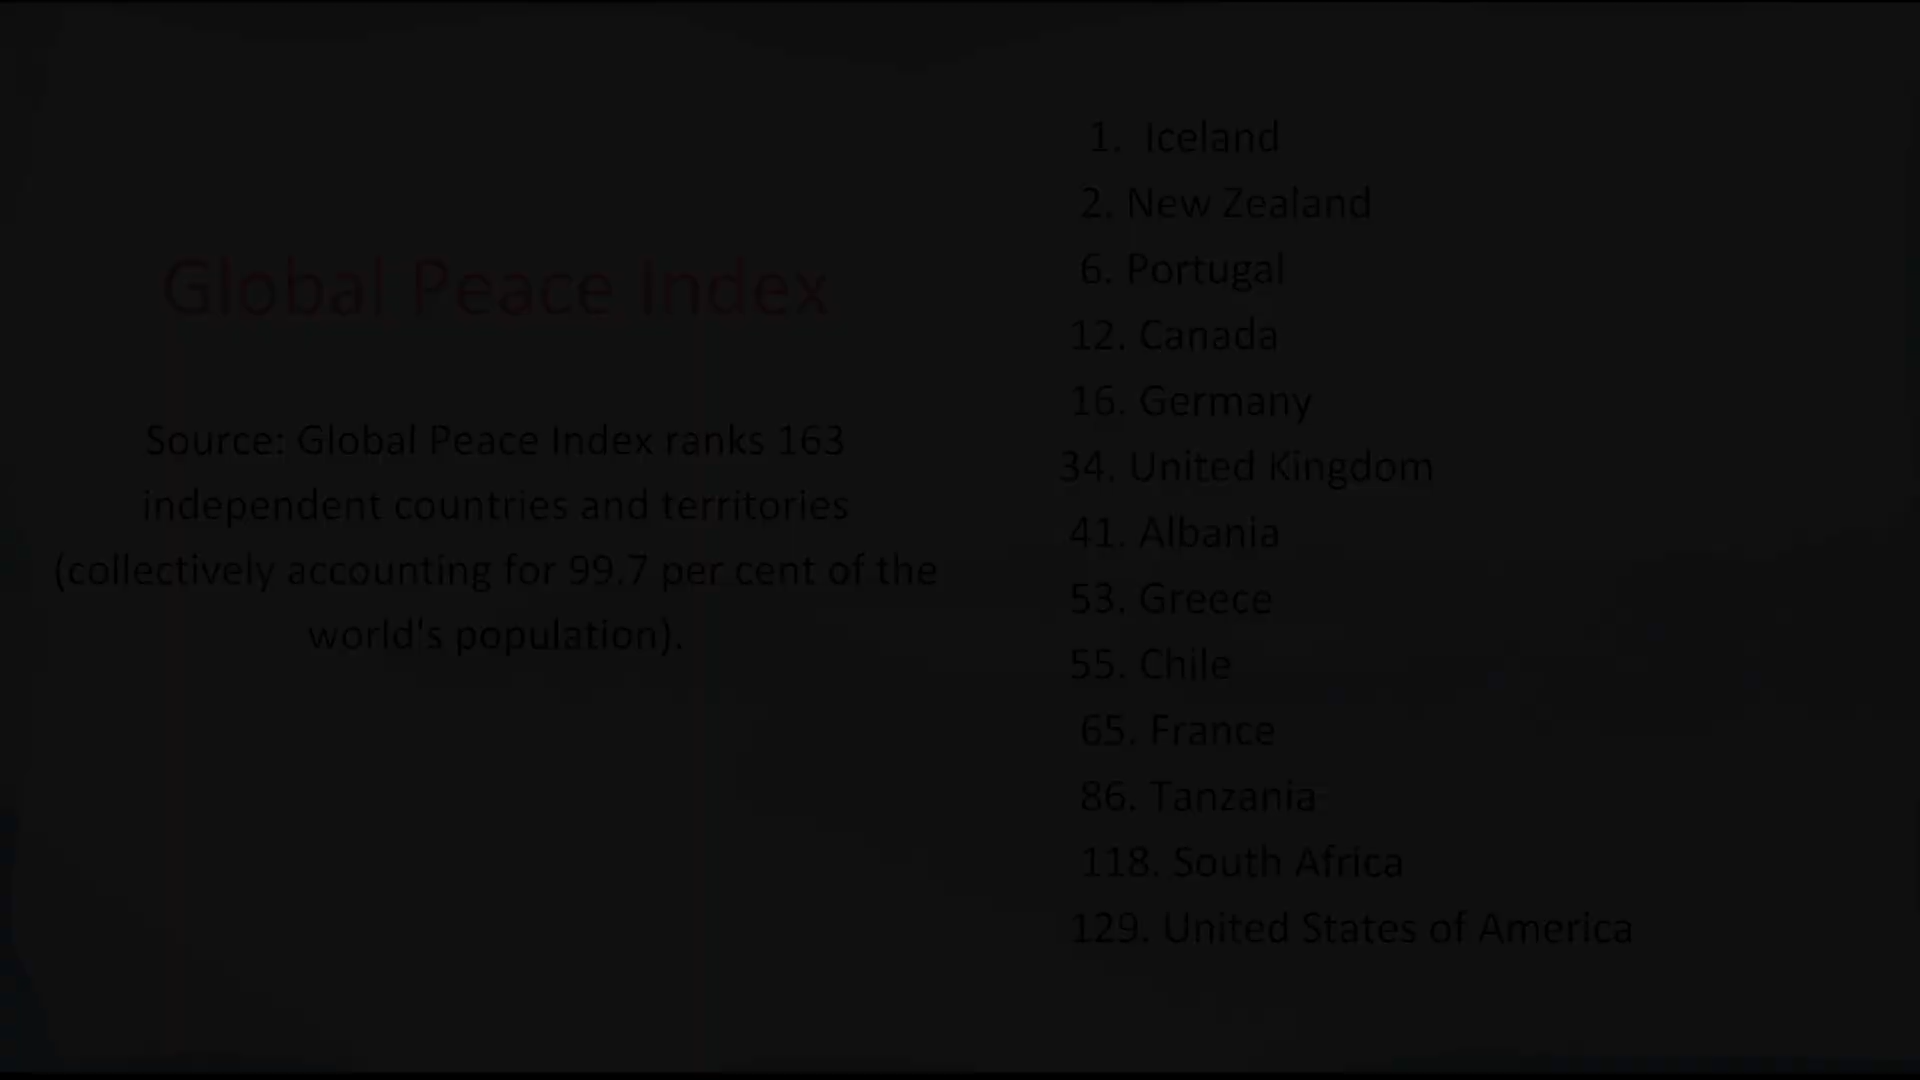 Global Peace Index
Source: Global Peace Index ranks 163
independent countries and territories
(collectively accounting for 99.7 per cent of the
world's population).
1. Iceland
2. New Zealand
6. Portugal
12. Canada
16. Germany
34. United Kingdom
41. Albania
53. Greece
55. Chile
65. France
86. Tanzania
118. South Africa
129. United States of America